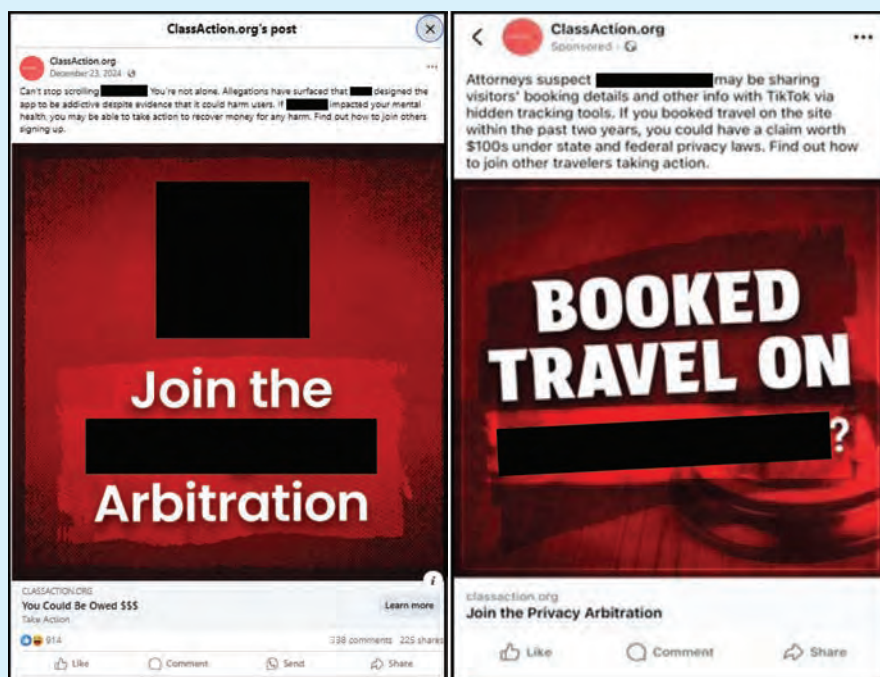 ClassAction.org's post
ClassAction.org
December 23, 2024
Can't stop scrolling You're not alone. Allegations have surfaced that designed the
app to be addictive despite evidence that it could harm users. If impacted your mental
health, you may be able to take action to recover money for any harm. Find out how to join others
signing up.
Join the
Arbitration
CLASSACTION.ORG
You Could Be Owed $$$
Learn more
Take Action
914
138 comments 225 shares
Like Comment Send Share
ClassAction.org
Sponsored
Attorneys suspect may be sharing
visitors' booking details and other info with TikTok via
hidden tracking tools. If you booked travel on the site
within the past two years, you could have a claim worth
$100s under state and federal privacy laws. Find out how
to join other travelers taking action.
BOOKED
TRAVEL ON
?
classaction.org
Join the Privacy Arbitration
Like Comment Share